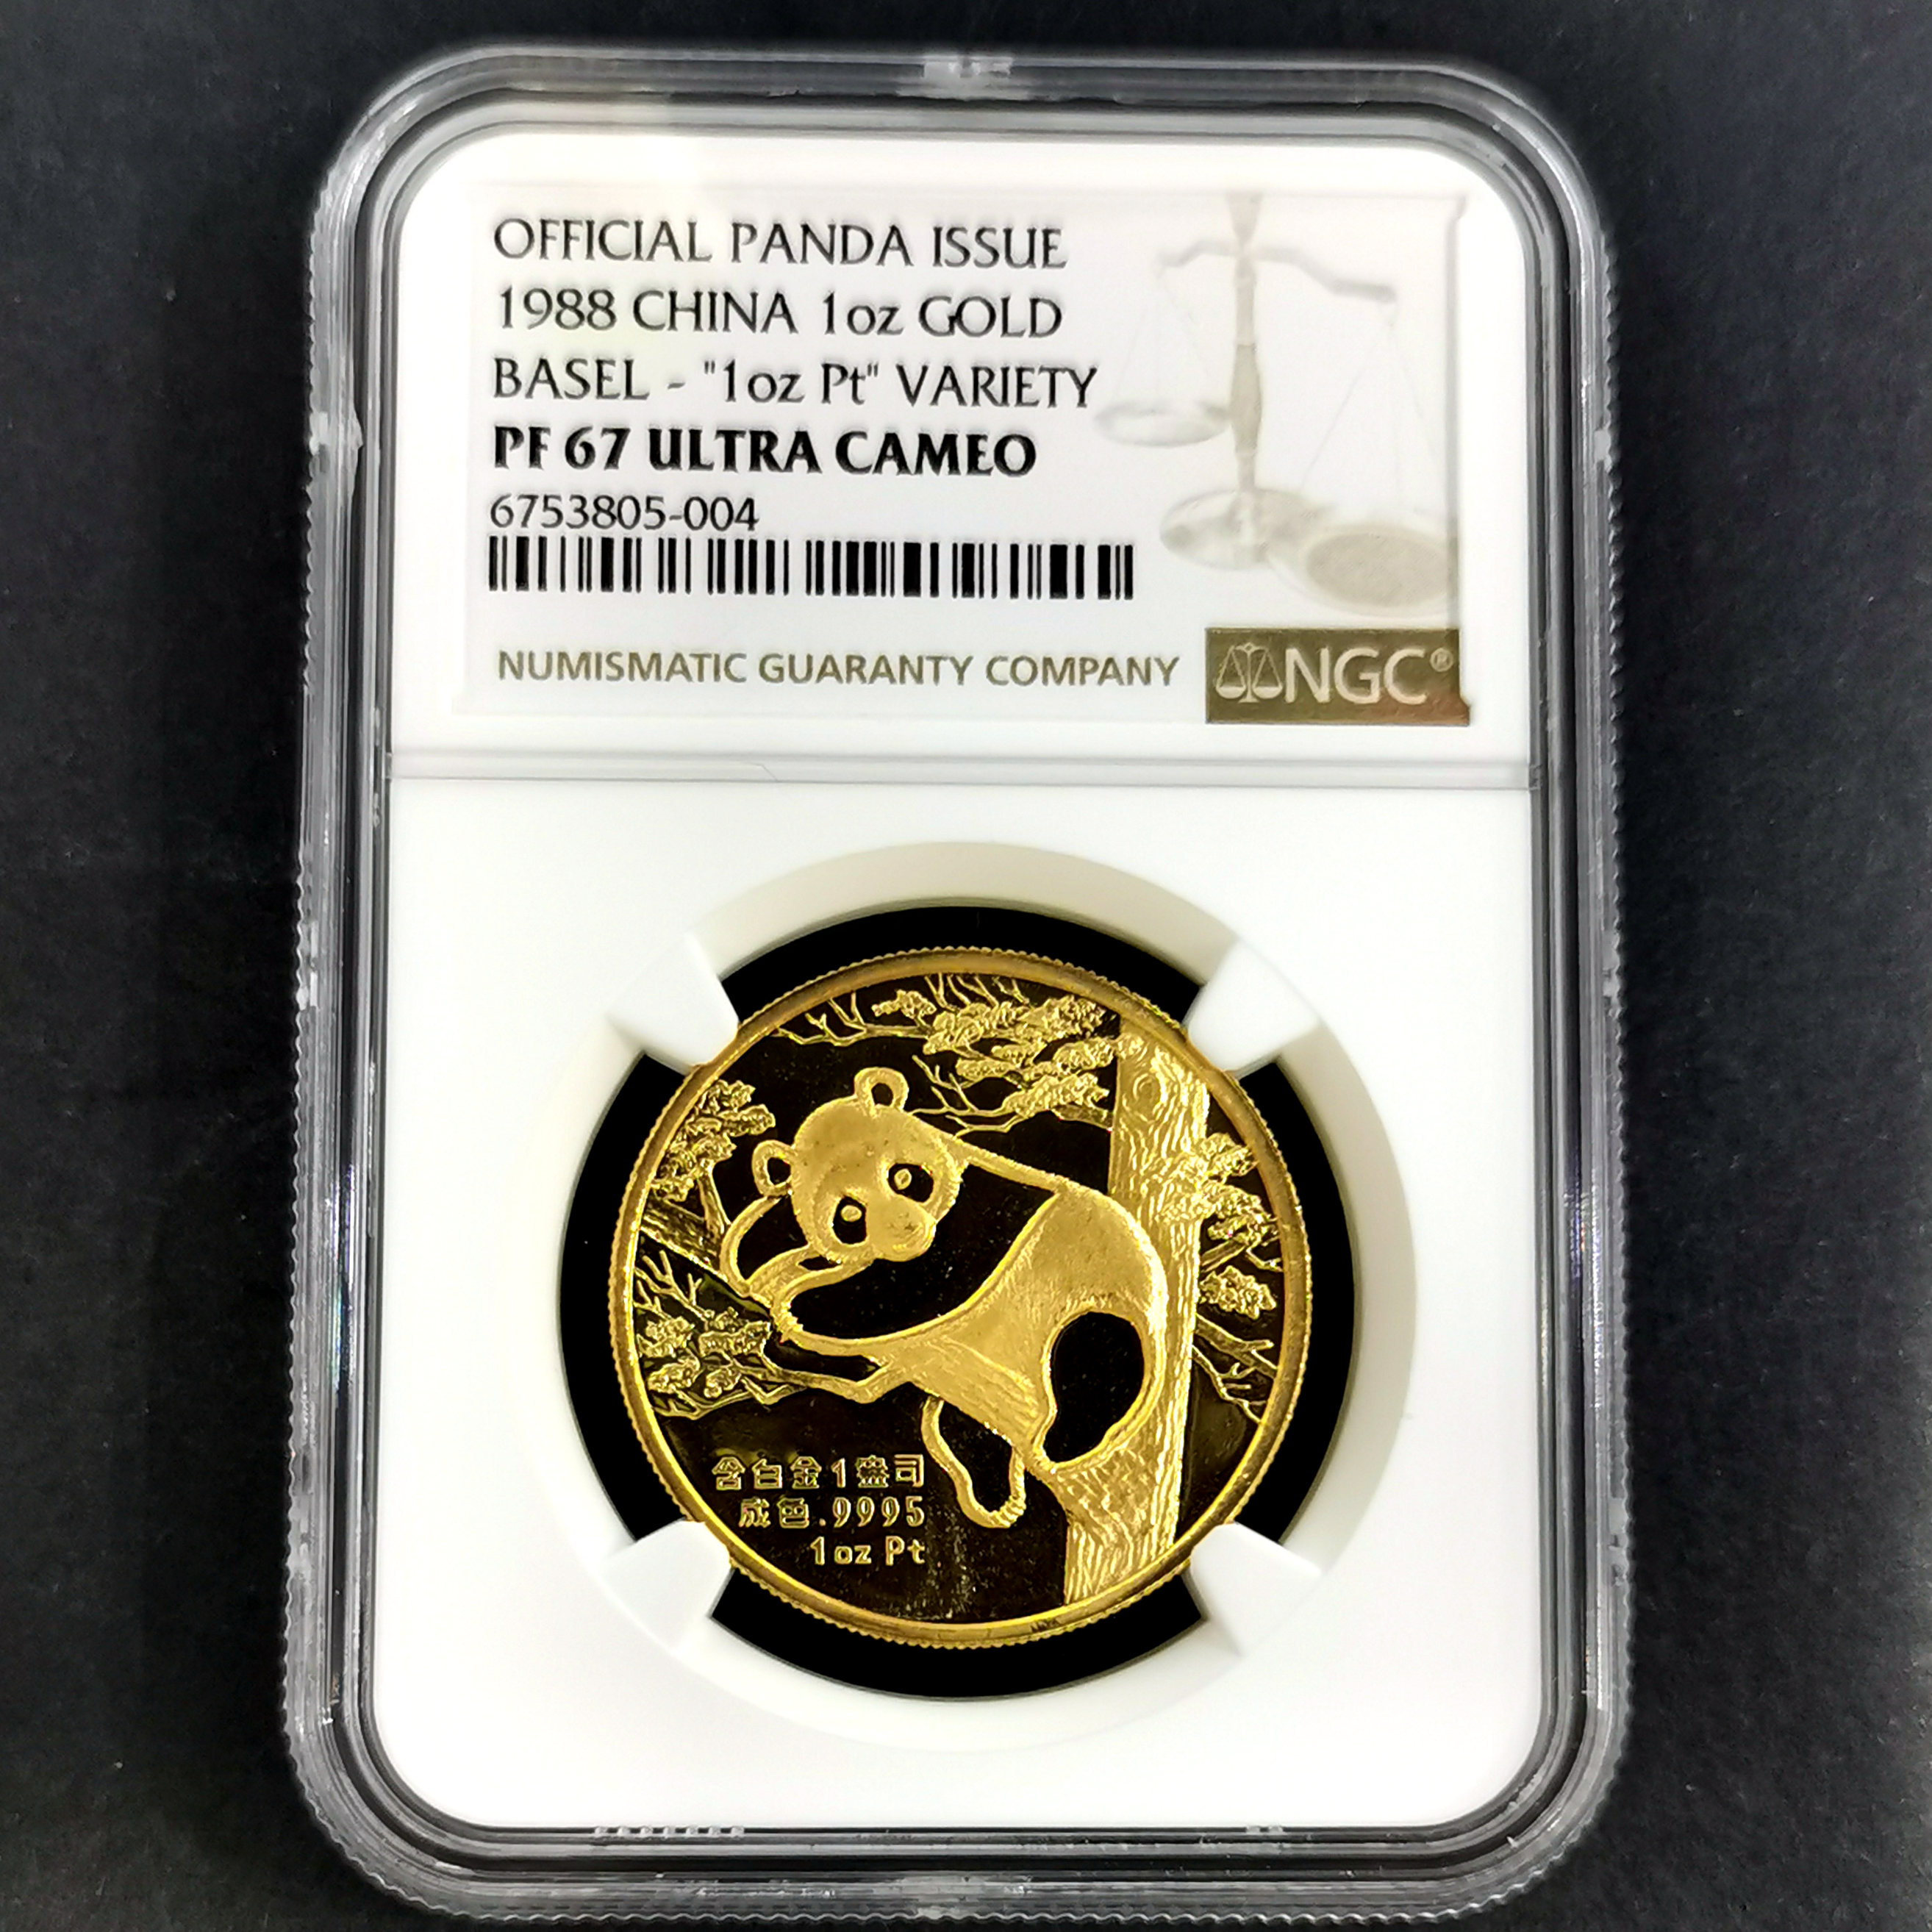 OFFICIAL PANDA ISSUE
1988 CHINA 1oz GOLD
BASEL - "1oz Pt" VARIETY
PF 67 ULTRA CAMEO
6753805-004
NUMISMATIC GUARANTY COMPANY
NGC®
含白金1盎司
成色.9995
1oz Pt